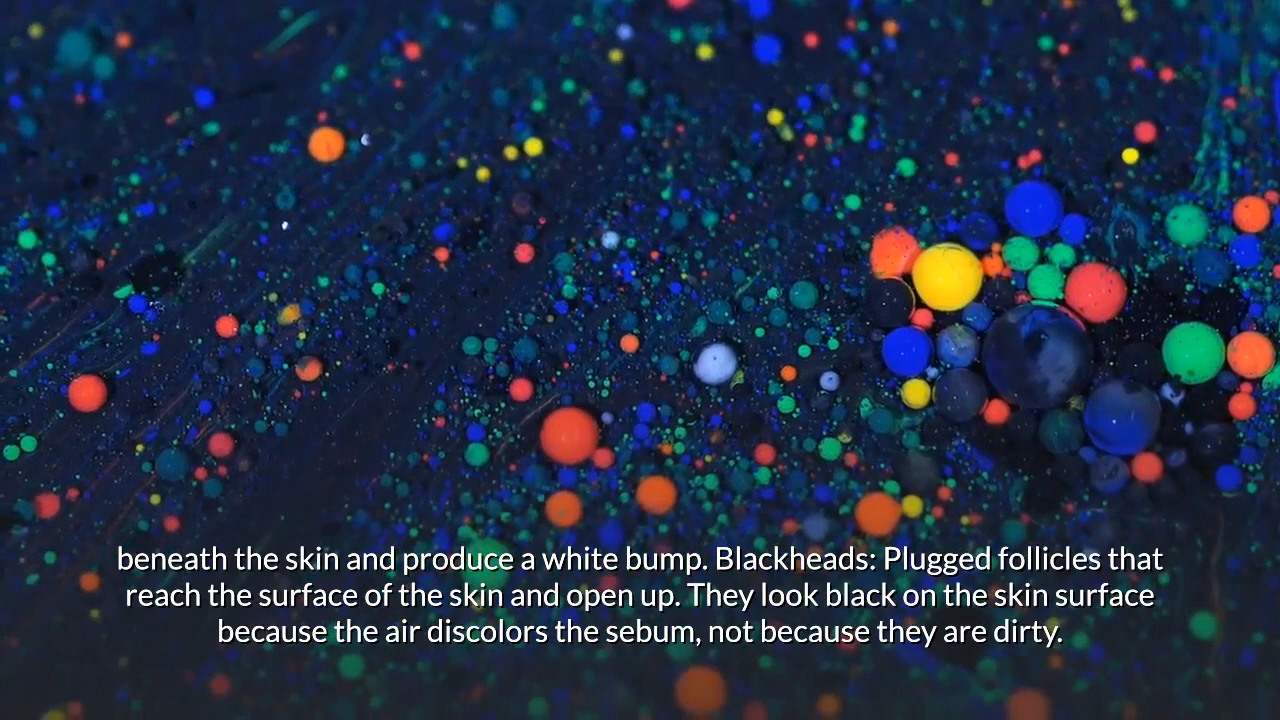 beneath the skin and produce a white bump. Blackheads: Plugged follicles that
reach the surface of the skin and open up. They look black on the skin surface
because the air discolors the sebum, not because they are dirty.